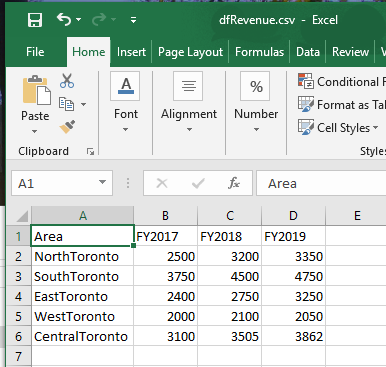 dfRevenue.csv - Excel
File Home Insert Page Layout Formulas Data Review
Paste
Font
Alignment
Number
Conditional F
Format as Ta
Cell Styles
Clipboard
Styles
A1 fx Area
A B C D E
1 Area FY2017 FY2018 FY2019
2 NorthToronto 2500 3200 3350
3 SouthToronto 3750 4500 4750
4 EastToronto 2400 2750 3250
5 WestToronto 2000 2100 2050
6 CentralToronto 3100 3505 3862
7